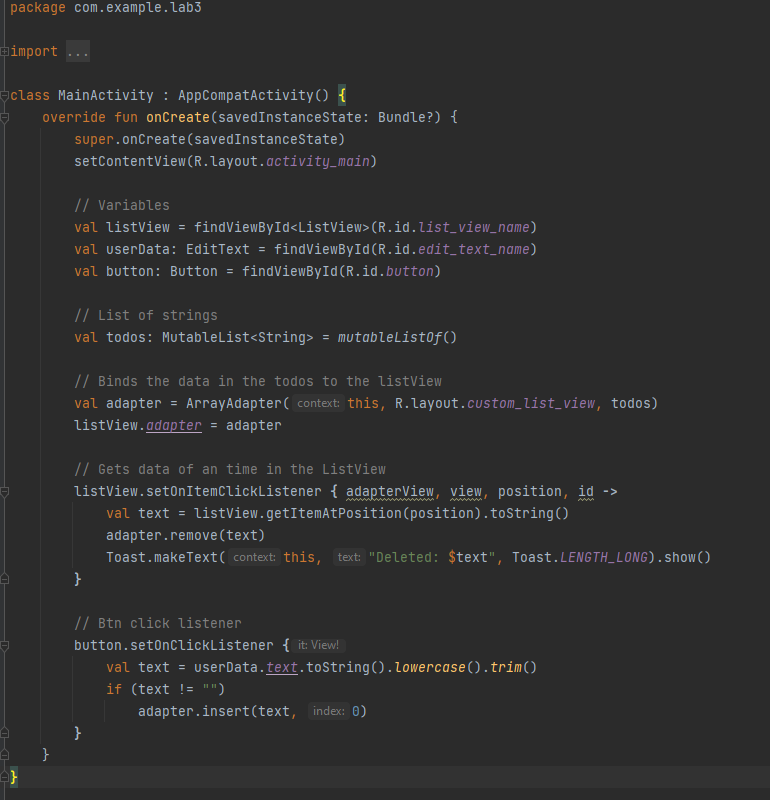 package com.example.lab3
import ...
class MainActivity : AppCompatActivity() {
override fun onCreate(savedInstanceState: Bundle?) {
super.onCreate(savedInstanceState)
setContentView(R.layout.activity_main)
// Variables
val listView = findViewById<ListView>(R.id.list_view_name)
val userData: EditText = findViewById(R.id.edit_text_name)
val button: Button = findViewById(R.id.button)
// List of strings
val todos: MutableList<String> = mutableListOf()
// Binds the data in the todos to the listView
val adapter = ArrayAdapter( context: this, R.layout.custom_list_view, todos)
listView.adapter = adapter
// Gets data of an time in the ListView
listView.setOnItemClickListener { adapterView, view, position, id ->
val text = listView.getItemAtPosition(position).toString()
adapter.remove(text)
Toast.makeText( context: this, text: "Deleted: $text", Toast.LENGTH_LONG).show()
}
// Btn click listener
button.setOnClickListener { it: View!
val text = userData.text.toString().lowercase().trim()
if (text != "")
adapter.insert(text, index: 0)
}
}
}